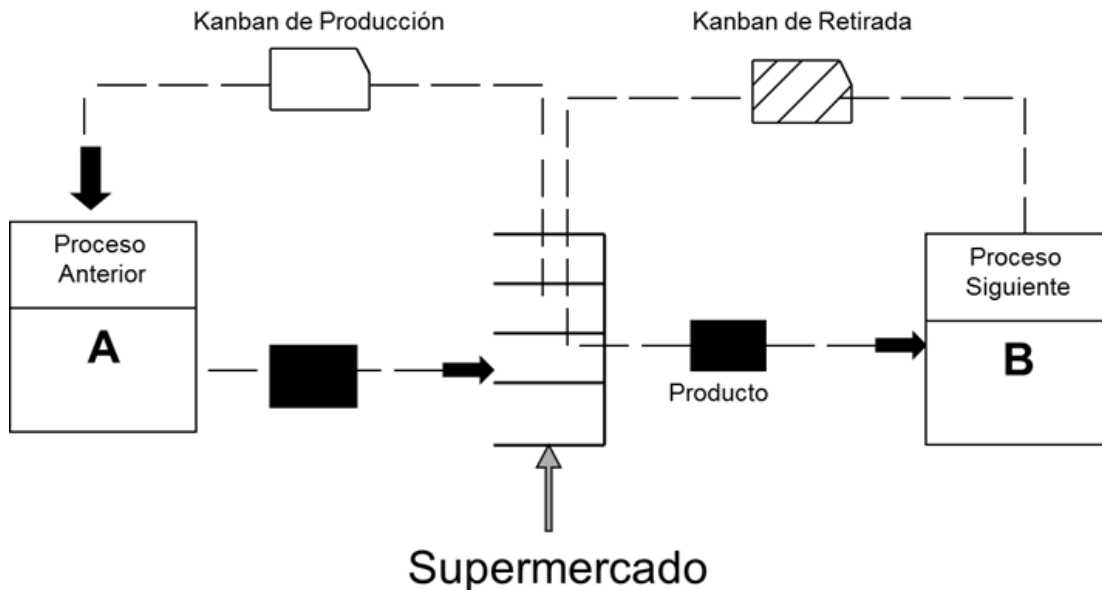 Kanban de Producción
Kanban de Retirada
Proceso
Anterior
A
Proceso
Siguiente
B
Producto
Supermercado